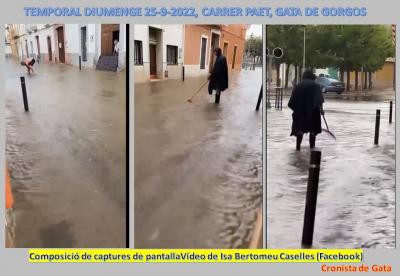 TEMPORAL DIUMENGE 25-9-2022, CARRER PAET, GATA DE GORGOS
Composició de captures de pantallaVídeo de Isa Bertomeu Caselles (Facebook)
Cronista de Gata